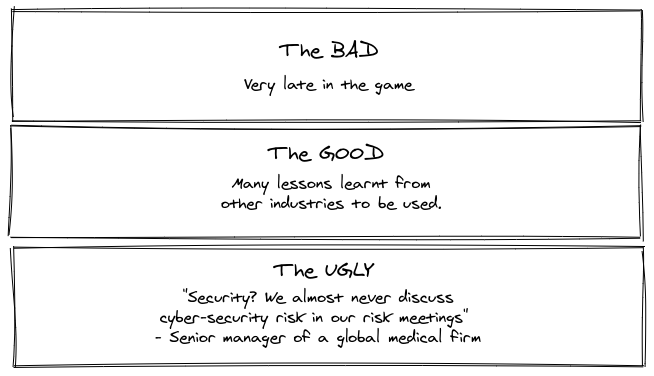 The BAD
Very late in the game
The GOOD
Many lessons learnt from
other industries to be used.
The UGLY
"Security? We almost never discuss
cyber-security risk in our risk meetings"
- Senior manager of a global medical firm